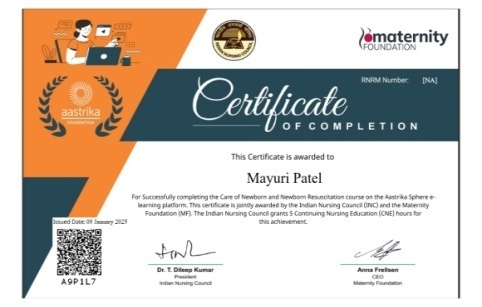 maternity
FOUNDATION
RNRM Number: [NA]
aastrika
FOUNDATION
Certificate
OF COMPLETION
This Certificate is awarded to
Mayuri Patel
For Successfully completing the Care of Newborn and Newborn Resuscitation course on the Aastrika Sphere e-
learning platform. This certificate is jointly awarded by the Indian Nursing Council (INC) and the Maternity
Foundation (MF). The Indian Nursing Council grants 5 Continuing Nursing Education (CNE) hours for
this achievement.
Issued Date: 09 January 2025
A9P1L7
Dr. T. Dileep Kumar
President
Indian Nursing Council
Anna Frellsen
CEO
Maternity Foundation